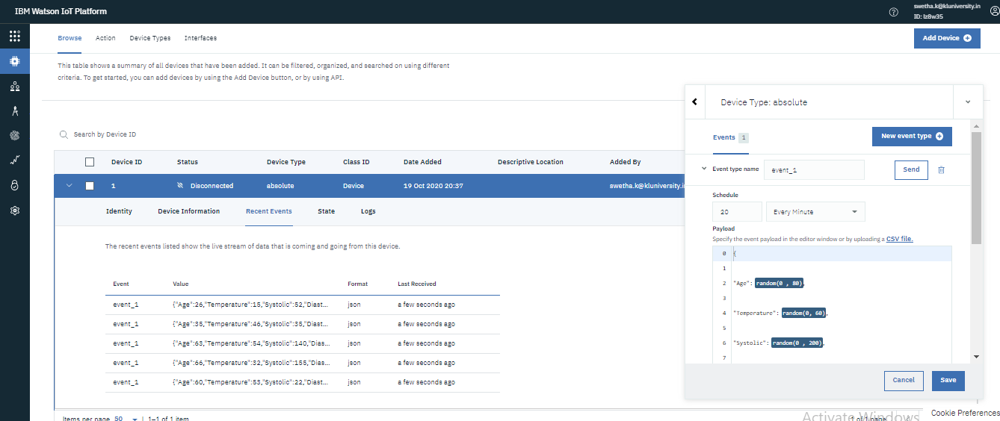 IBM Watson IoT Platform
swetha.k@kluniversity.in
ID: lz8w35
Browse Action Device Types Interfaces
Add Device
This table shows a summary of all devices that have been added. It can be filtered, organized, and searched on using different
criteria. To get started, you can add devices by using the Add Device button, or by using API.
Search by Device ID
Device ID Status Device Type Class ID Date Added Descriptive Location Added By
1 Disconnected absolute Device 19 Oct 2020 20:37 swetha.k@kluniversity.i
Identity Device Information Recent Events State Logs
The recent events listed show the live stream of data that is coming and going from this device.
Event Value Format Last Received
event_1 {"Age":26,"Temperature":15,"Systolic":52,"Diast... json a few seconds ago
event_1 {"Age":35,"Temperature":46,"Systolic":35,"Diast... json a few seconds ago
event_1 {"Age":63,"Temperature":54,"Systolic":140,"Dias... json a few seconds ago
event_1 {"Age":66,"Temperature":32,"Systolic":155,"Dias... json a few seconds ago
event_1 {"Age":60,"Temperature":53,"Systolic":22,"Diast... json a few seconds ago
Items per page 50 | 1–1 of 1 item
Device Type: absolute
Events 1
New event type
Event type name event_1 Send
Schedule
20 Every Minute
Payload
Specify the event payload in the editor window or by uploading a CSV file.
0 {
1
2 "Age": random(0 , 80),
3
4 "Temperature": random(0, 60),
5
6 "Systolic": random(0 , 200),
7
Cancel Save
Activate Windows
1 of 1 page
Cookie Preferences